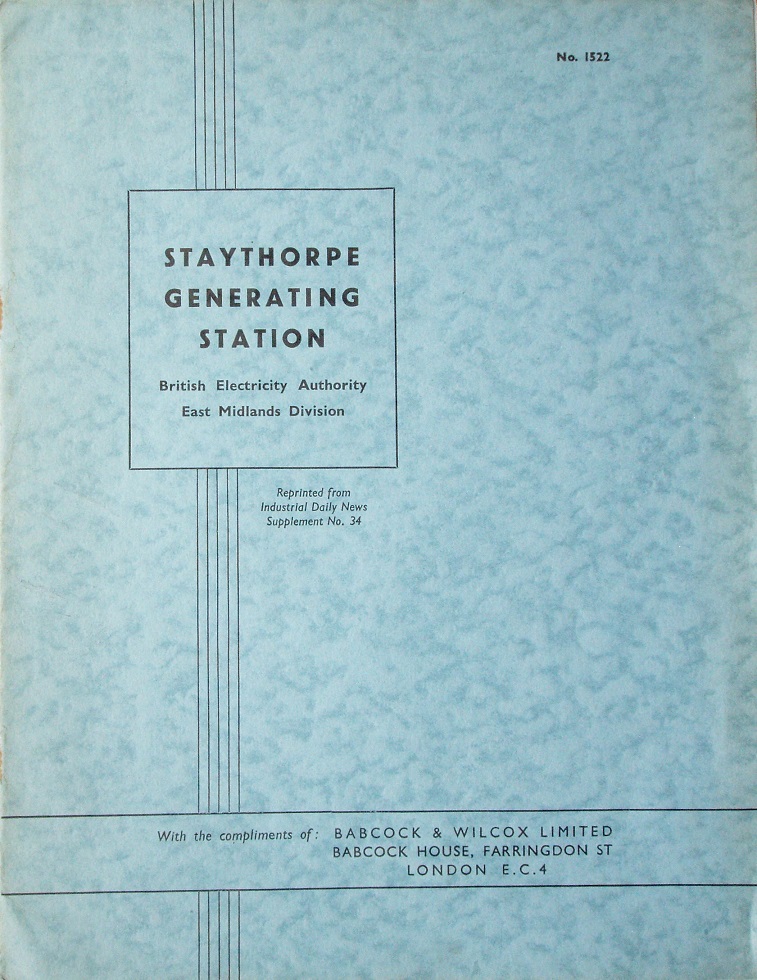 No. 1522
STAYTHORPE
GENERATING
STATION
British Electricity Authority
East Midlands Division
Reprinted from
Industrial Daily News
Supplement No. 34
With the compliments of: BABCOCK & WILCOX LIMITED
BABCOCK HOUSE, FARRINGDON ST
LONDON E.C.4